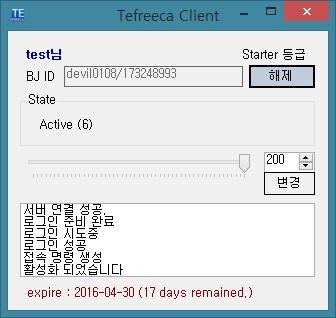 TE Tefreeca Client
test님
Starter 등급
BJ ID devil0108/173248993 해제
State
Active (6)
200
변경
서버 연결 성공.
로그인 준비 완료
로그인 시도중
로그인 성공
접속 명령 생성
활성화 되었습니다
expire : 2016-04-30 (17 days remained.)